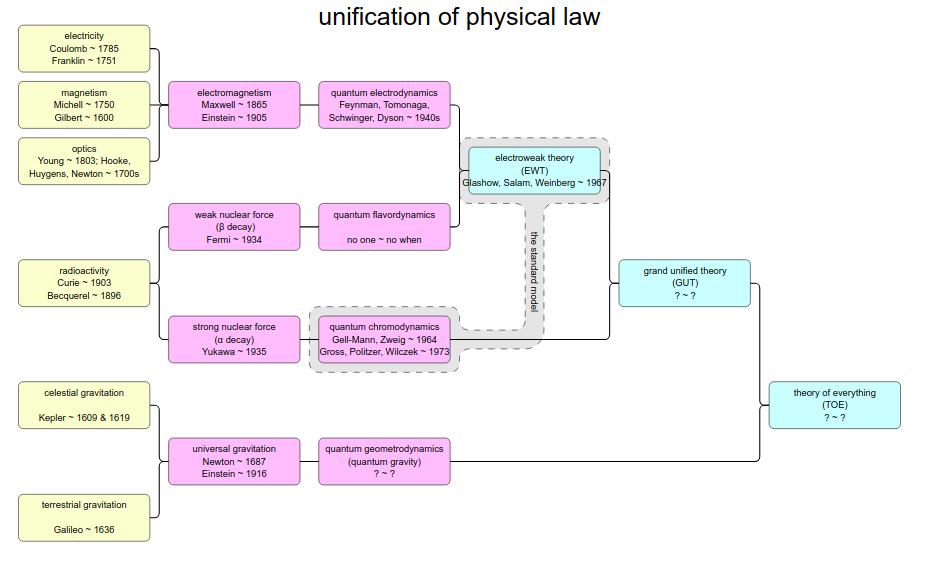 unification of physical law
electricity
Coulomb ~ 1785
Franklin ~ 1751
magnetism
Michell ~ 1750
Gilbert ~ 1600
optics
Young ~ 1803; Hooke,
Huygens, Newton ~ 1700s
electromagnetism
Maxwell ~ 1865
Einstein ~ 1905
quantum electrodynamics
Feynman, Tomonaga,
Schwinger, Dyson ~ 1940s
electroweak theory
(EWT)
Glashow, Salam, Weinberg ~ 1967
weak nuclear force
(β decay)
Fermi ~ 1934
quantum flavordynamics
no one ~ no when
the standard model
radioactivity
Curie ~ 1903
Becquerel ~ 1896
grand unified theory
(GUT)
? ~ ?
strong nuclear force
(α decay)
Yukawa ~ 1935
quantum chromodynamics
Gell-Mann, Zweig ~ 1964
Gross, Politzer, Wilczek ~ 1973
celestial gravitation
Kepler ~ 1609 & 1619
theory of everything
(TOE)
? ~ ?
universal gravitation
Newton ~ 1687
Einstein ~ 1916
quantum geometrodynamics
(quantum gravity)
? ~ ?
terrestrial gravitation
Galileo ~ 1636